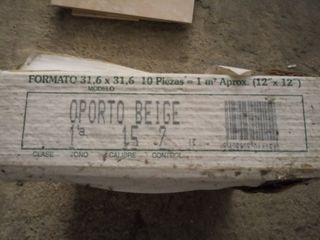 FORMATO 31,6 x 31,6 10 Piezas = 1 m² Aprox. (12" x 12")
MODELO
OPORTO BEIGE
1ª 15 7
CLASE TONO CALIBRE CONTROL